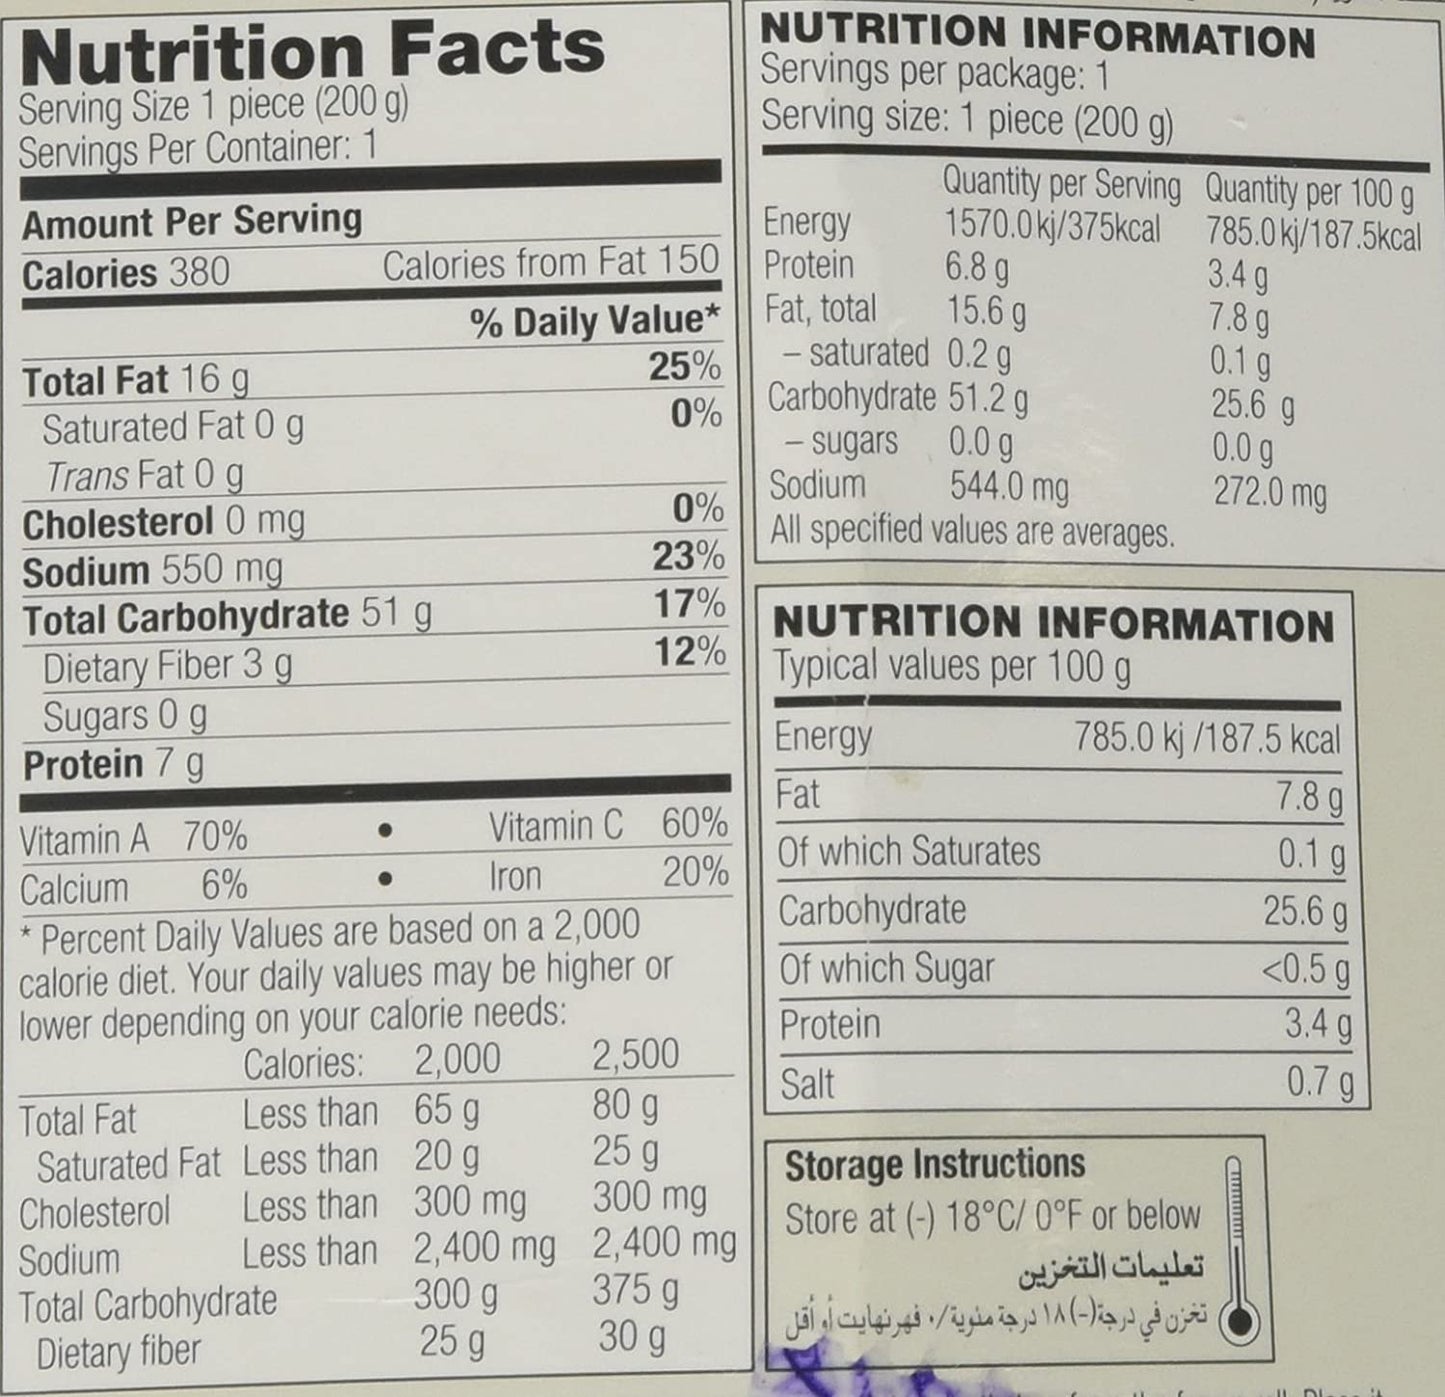 Nutrition Facts
Serving Size 1 piece (200 g)
Servings Per Container: 1
Amount Per Serving
Calories 380 Calories from Fat 150
% Daily Value*
Total Fat 16 g 25%
Saturated Fat 0 g 0%
Trans Fat 0 g
Cholesterol 0 mg 0%
Sodium 550 mg 23%
Total Carbohydrate 51 g 17%
Dietary Fiber 3 g 12%
Sugars 0 g
Protein 7 g
Vitamin A 70% • Vitamin C 60%
Calcium 6% • Iron 20%
* Percent Daily Values are based on a 2,000
calorie diet. Your daily values may be higher or
lower depending on your calorie needs:
Calories: 2,000 2,500
Total Fat Less than 65 g 80 g
Saturated Fat Less than 20 g 25 g
Cholesterol Less than 300 mg 300 mg
Sodium Less than 2,400 mg 2,400 mg
Total Carbohydrate 300 g 375 g
Dietary fiber 25 g 30 g
NUTRITION INFORMATION
Servings per package: 1
Serving size: 1 piece (200 g)
Quantity per Serving Quantity per 100 g
Energy 1570.0kj/375kcal 785.0kj/187.5kcal
Protein 6.8 g 3.4 g
Fat, total 15.6 g 7.8 g
– saturated 0.2 g 0.1 g
Carbohydrate 51.2 g 25.6 g
– sugars 0.0 g 0.0 g
Sodium 544.0 mg 272.0 mg
All specified values are averages.
NUTRITION INFORMATION
Typical values per 100 g
Energy 785.0 kj /187.5 kcal
Fat 7.8 g
Of which Saturates 0.1 g
Carbohydrate 25.6 g
Of which Sugar <0.5 g
Protein 3.4 g
Salt 0.7 g
Storage Instructions
Store at (-) 18°C/ 0°F or below
تعليمات التخزين
تخزن في درجة(-)١٨ درجة مئوية/٠ فهرنهايت أو أقل